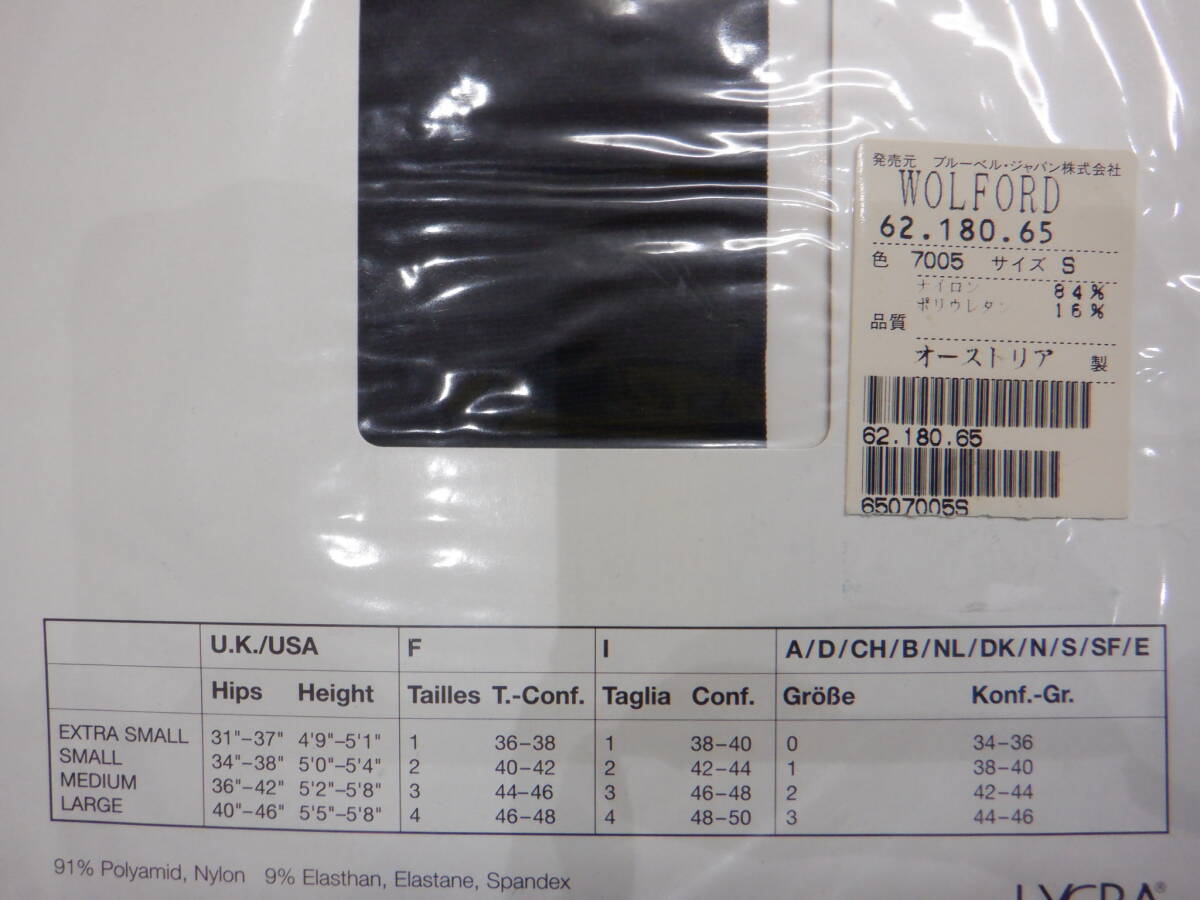 発売元 ブルーベル・ジャパン株式会社
WOLFORD
62.180.65
色 7005 サイズ S
ナイロン 84%
ポリウレタン 16%
品質
オーストリア 製
62.180.65
6507005S
U.K./USA F I A/D/CH/B/NL/DK/N/S/SF/E
Hips Height Tailles T.-Conf. Taglia Conf. Größe Konf.-Gr.
EXTRA SMALL 31"–37" 4'9"–5'1" 1 36–38 1 38–40 0 34–36
SMALL 34"–38" 5'0"–5'4" 2 40–42 2 42–44 1 38–40
MEDIUM 36"–42" 5'2"–5'8" 3 44–46 3 46–48 2 42–44
LARGE 40"–46" 5'5"–5'8" 4 46–48 4 48–50 3 44–46
91% Polyamid, Nylon 9% Elasthan, Elastane, Spandex
LYCRA®